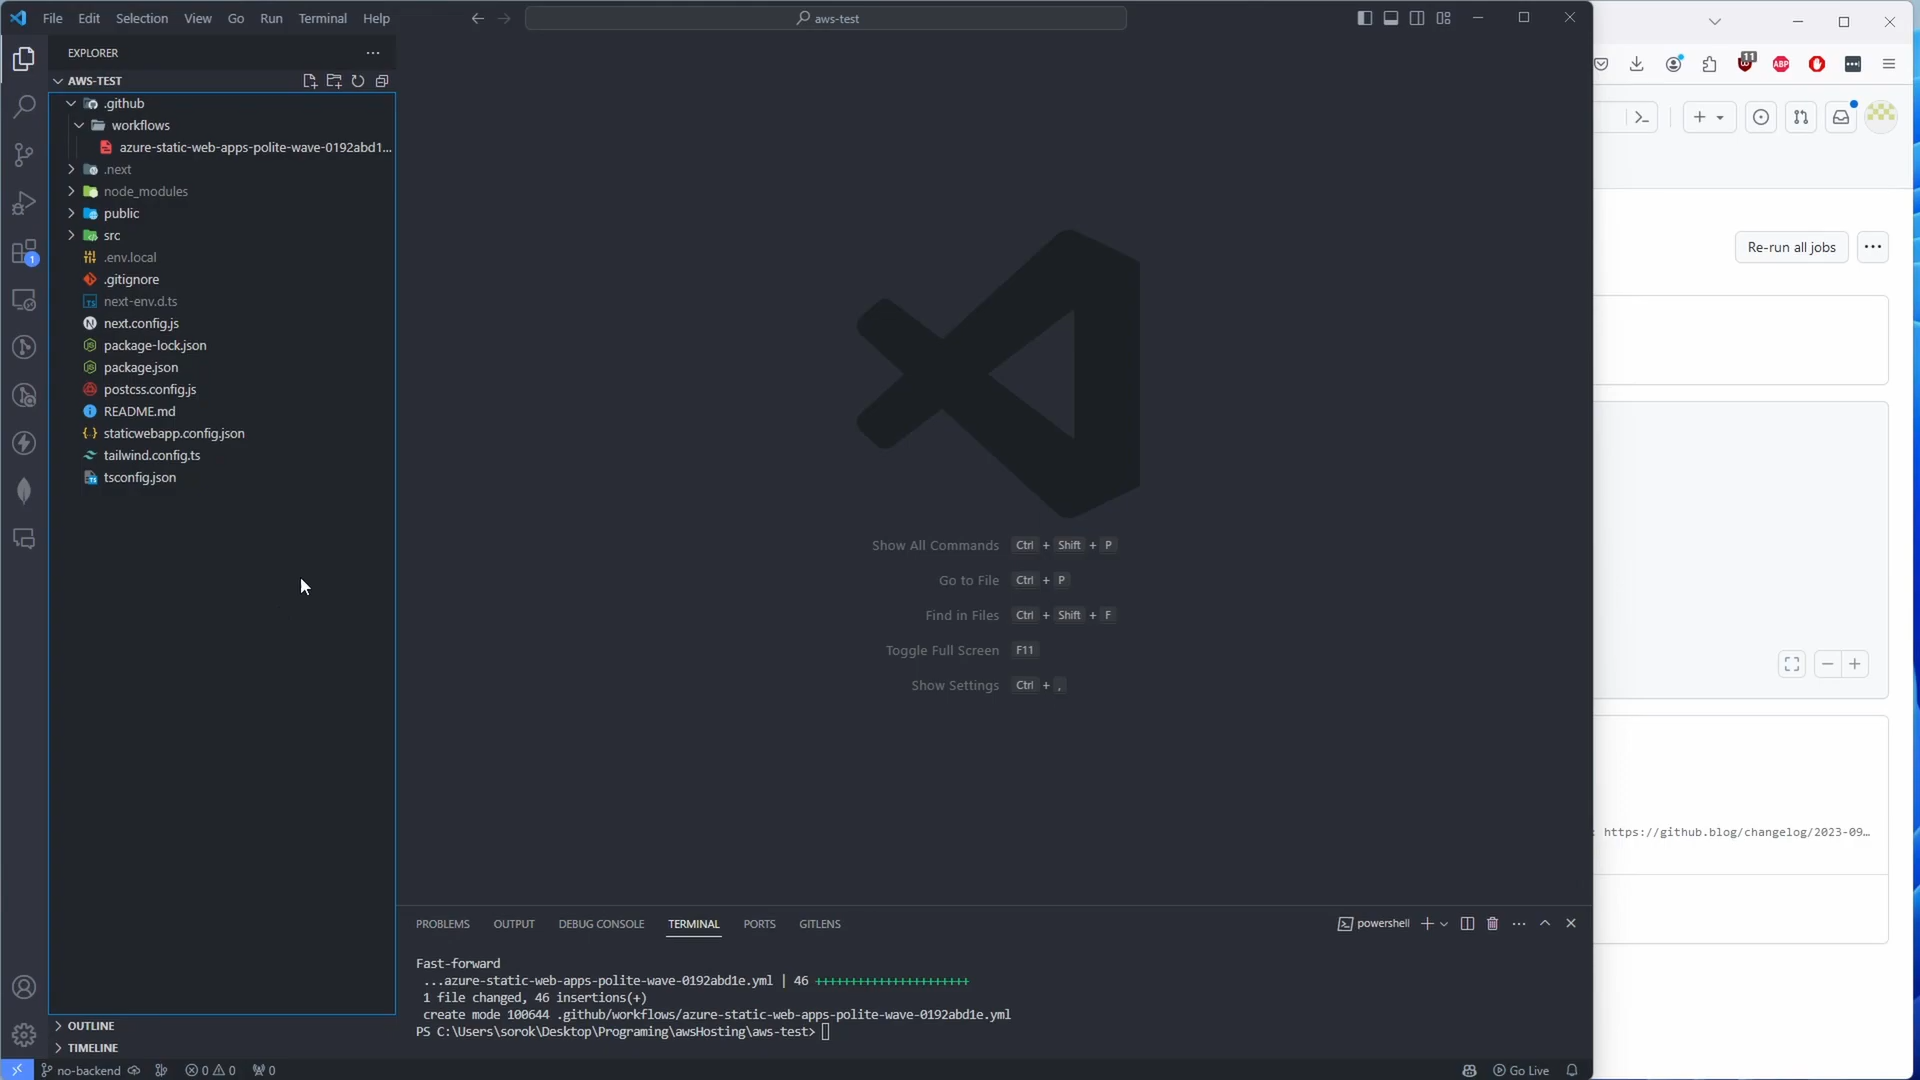 File Edit Selection View Go Run Terminal Help
aws-test
EXPLORER
AWS-TEST
.github
workflows
azure-static-web-apps-polite-wave-0192abd1...
.next
node_modules
public
src
.env.local
.gitignore
next-env.d.ts
next.config.js
package-lock.json
package.json
postcss.config.js
README.md
staticwebapp.config.json
tailwind.config.ts
tsconfig.json
1
Show All Commands Ctrl + Shift + P
Go to File Ctrl + P
Find in Files Ctrl + Shift + F
Toggle Full Screen F11
Show Settings Ctrl + ,
PROBLEMS OUTPUT DEBUG CONSOLE TERMINAL PORTS GITLENS
powershell
Fast-forward
...azure-static-web-apps-polite-wave-0192abd1e.yml | 46 ++++++++++++++++++++++
1 file changed, 46 insertions(+)
create mode 100644 .github/workflows/azure-static-web-apps-polite-wave-0192abd1e.yml
PS C:\Users\sorok\Desktop\Programing\awsHosting\aws-test>
OUTLINE
TIMELINE
no-backend 0 0 0 Go Live
11
ABP
Re-run all jobs
: https://github.blog/changelog/2023-09...